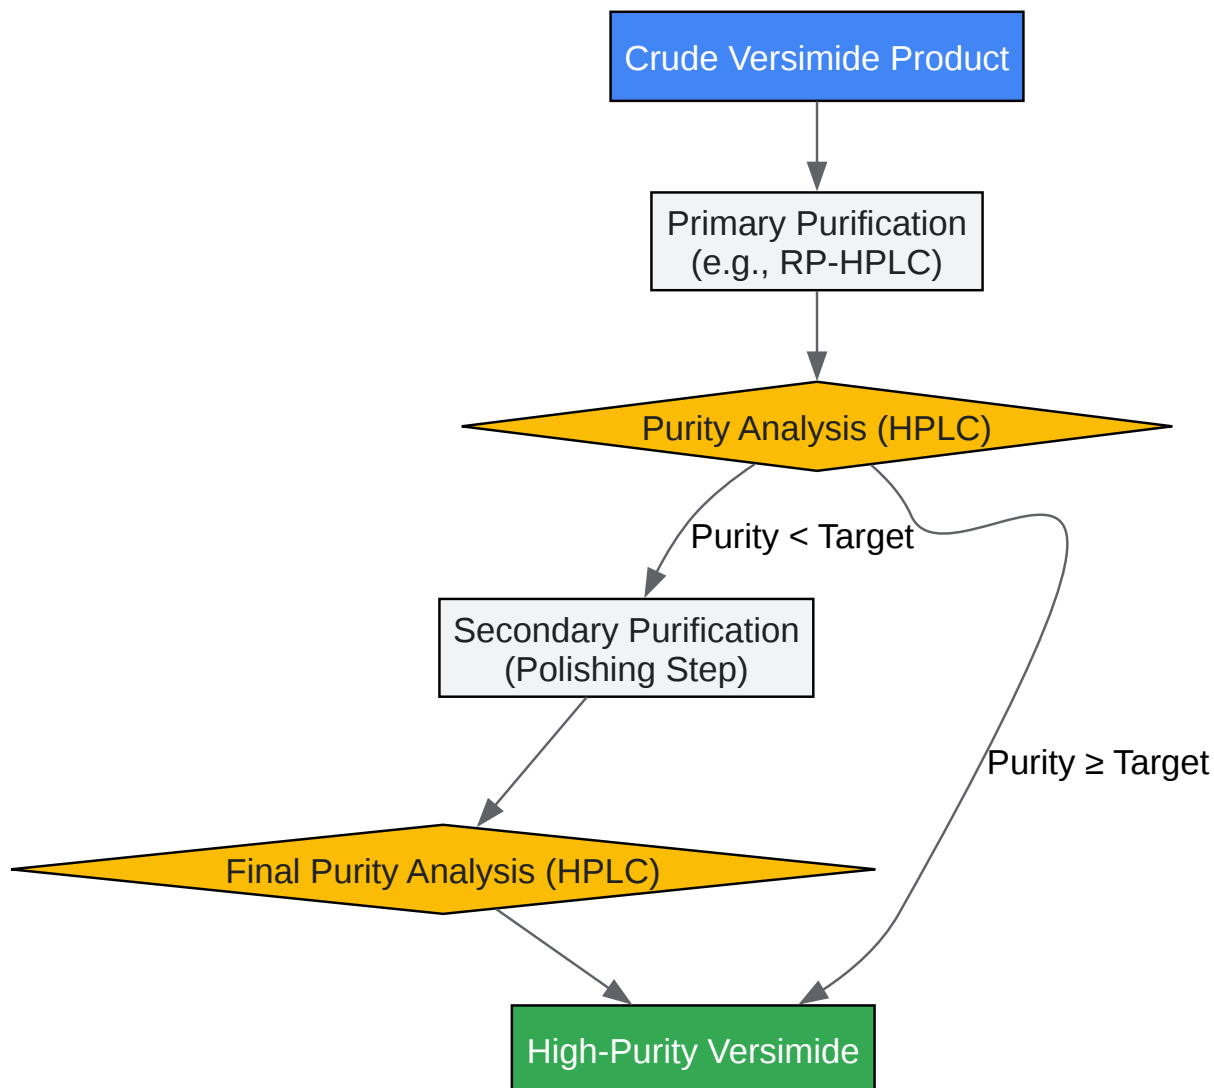 Crude Versimide Product
Primary Purification
(e.g., RP-HPLC)
Purity Analysis (HPLC)
Purity < Target
Secondary Purification
(Polishing Step)
Purity ≥ Target
Final Purity Analysis (HPLC)
High-Purity Versimide